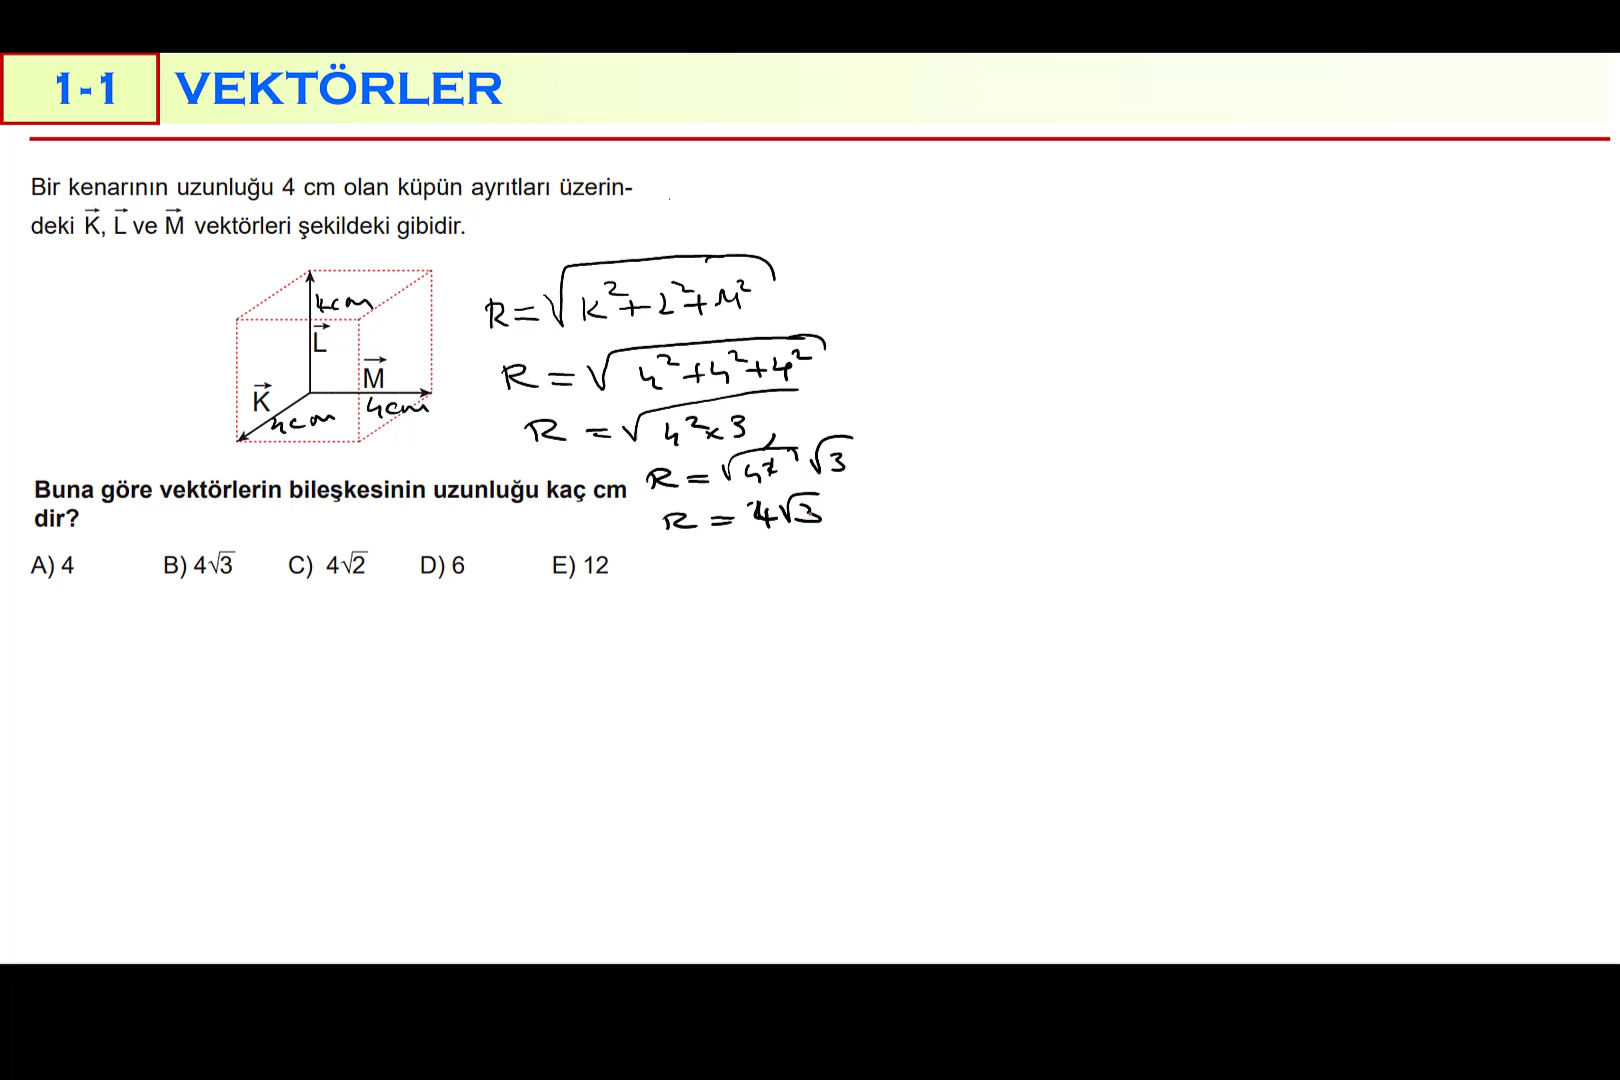 1-1 VEKTÖRLER
Bir kenarının uzunluğu 4 cm olan küpün ayrıtları üzerin-
deki K⃗, L⃗ ve M⃗ vektörleri şekildeki gibidir.
4cm
L⃗
M⃗
K⃗
4cm
4cm
R = √(K² + L² + M²)
R = √(4² + 4² + 4²)
R = √(4² x 3)
R = √4² √3
R = 4√3
Buna göre vektörlerin bileşkesinin uzunluğu kaç cm
dir?
A) 4 B) 4√3 C) 4√2 D) 6 E) 12